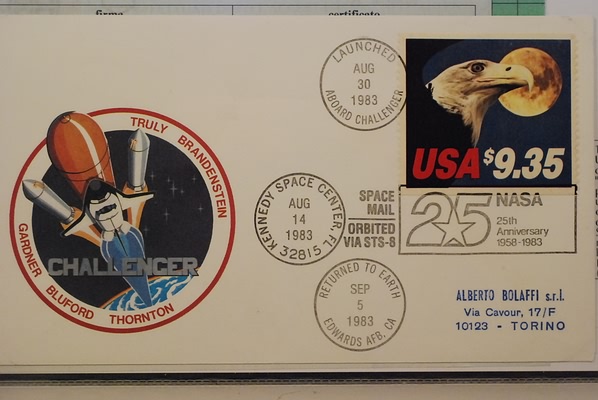 firma
certificato
LAUNCHED
AUG
30
1983
ABOARD CHALLENGER
USA $9.35
TRULY BRANDENSTEIN
CHALLENGER
GARDNER BLUFORD THORNTON
KENNEDY SPACE CENTER, FL
AUG
14
1983
32815
SPACE
MAIL
ORBITED
VIA STS-8
25
NASA
25th
Anniversary
1958-1983
RETURNED TO EARTH
SEP
5
1983
EDWARDS AFB, CA
ALBERTO BOLAFFI s.r.l.
Via Cavour, 17/F
10123 - TORINO